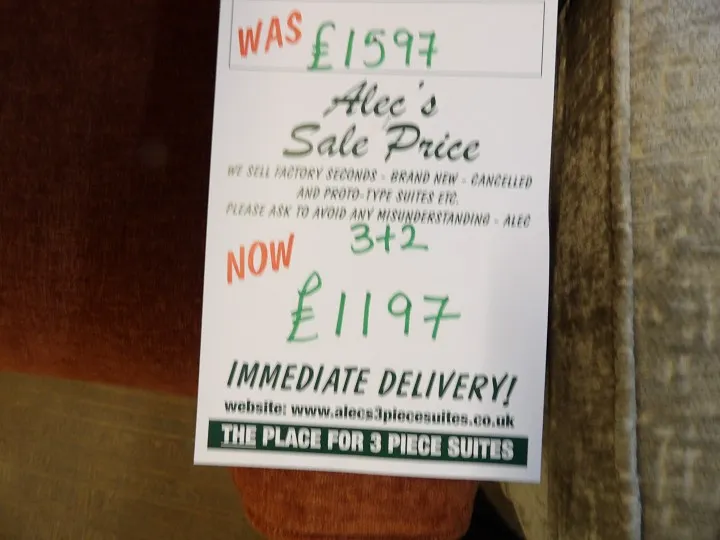 WAS £1597
Alec's
Sale Price
WE SELL FACTORY SECONDS - BRAND NEW - CANCELLED
AND PROTO-TYPE SUITES ETC.
PLEASE ASK TO AVOID ANY MISUNDERSTANDING - ALEC
3+2
NOW
£1197
IMMEDIATE DELIVERY!
website: www.alecs3piecesuites.co.uk
THE PLACE FOR 3 PIECE SUITES